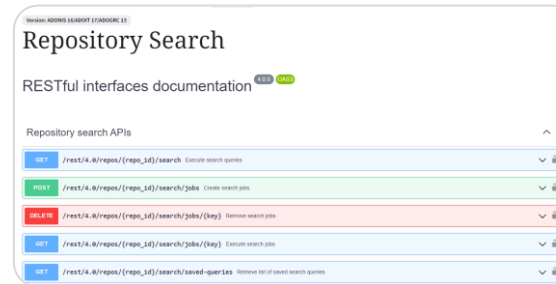 Version: ADONIS 16/ADOIT 17/ADOGRC 13
Repository Search
RESTful interfaces documentation 4.0.0 OAS3
Repository search APIs
GET /rest/4.0/repos/{repo_id}/search Execute search queries
POST /rest/4.0/repos/{repo_id}/search/jobs Create search jobs
DELETE /rest/4.0/repos/{repo_id}/search/jobs/{key} Remove search jobs
GET /rest/4.0/repos/{repo_id}/search/jobs/{key} Execute search jobs
GET /rest/4.0/repos/{repo_id}/search/saved-queries Retrieve list of saved search queries